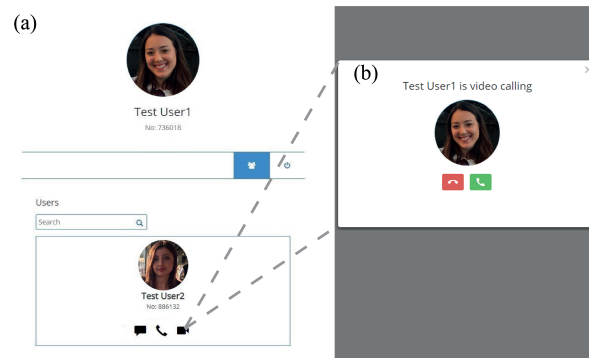 (a)
Test User1
No: 736018
Users
Search
Test User2
No: 886132
(b)
Test User1 is video calling